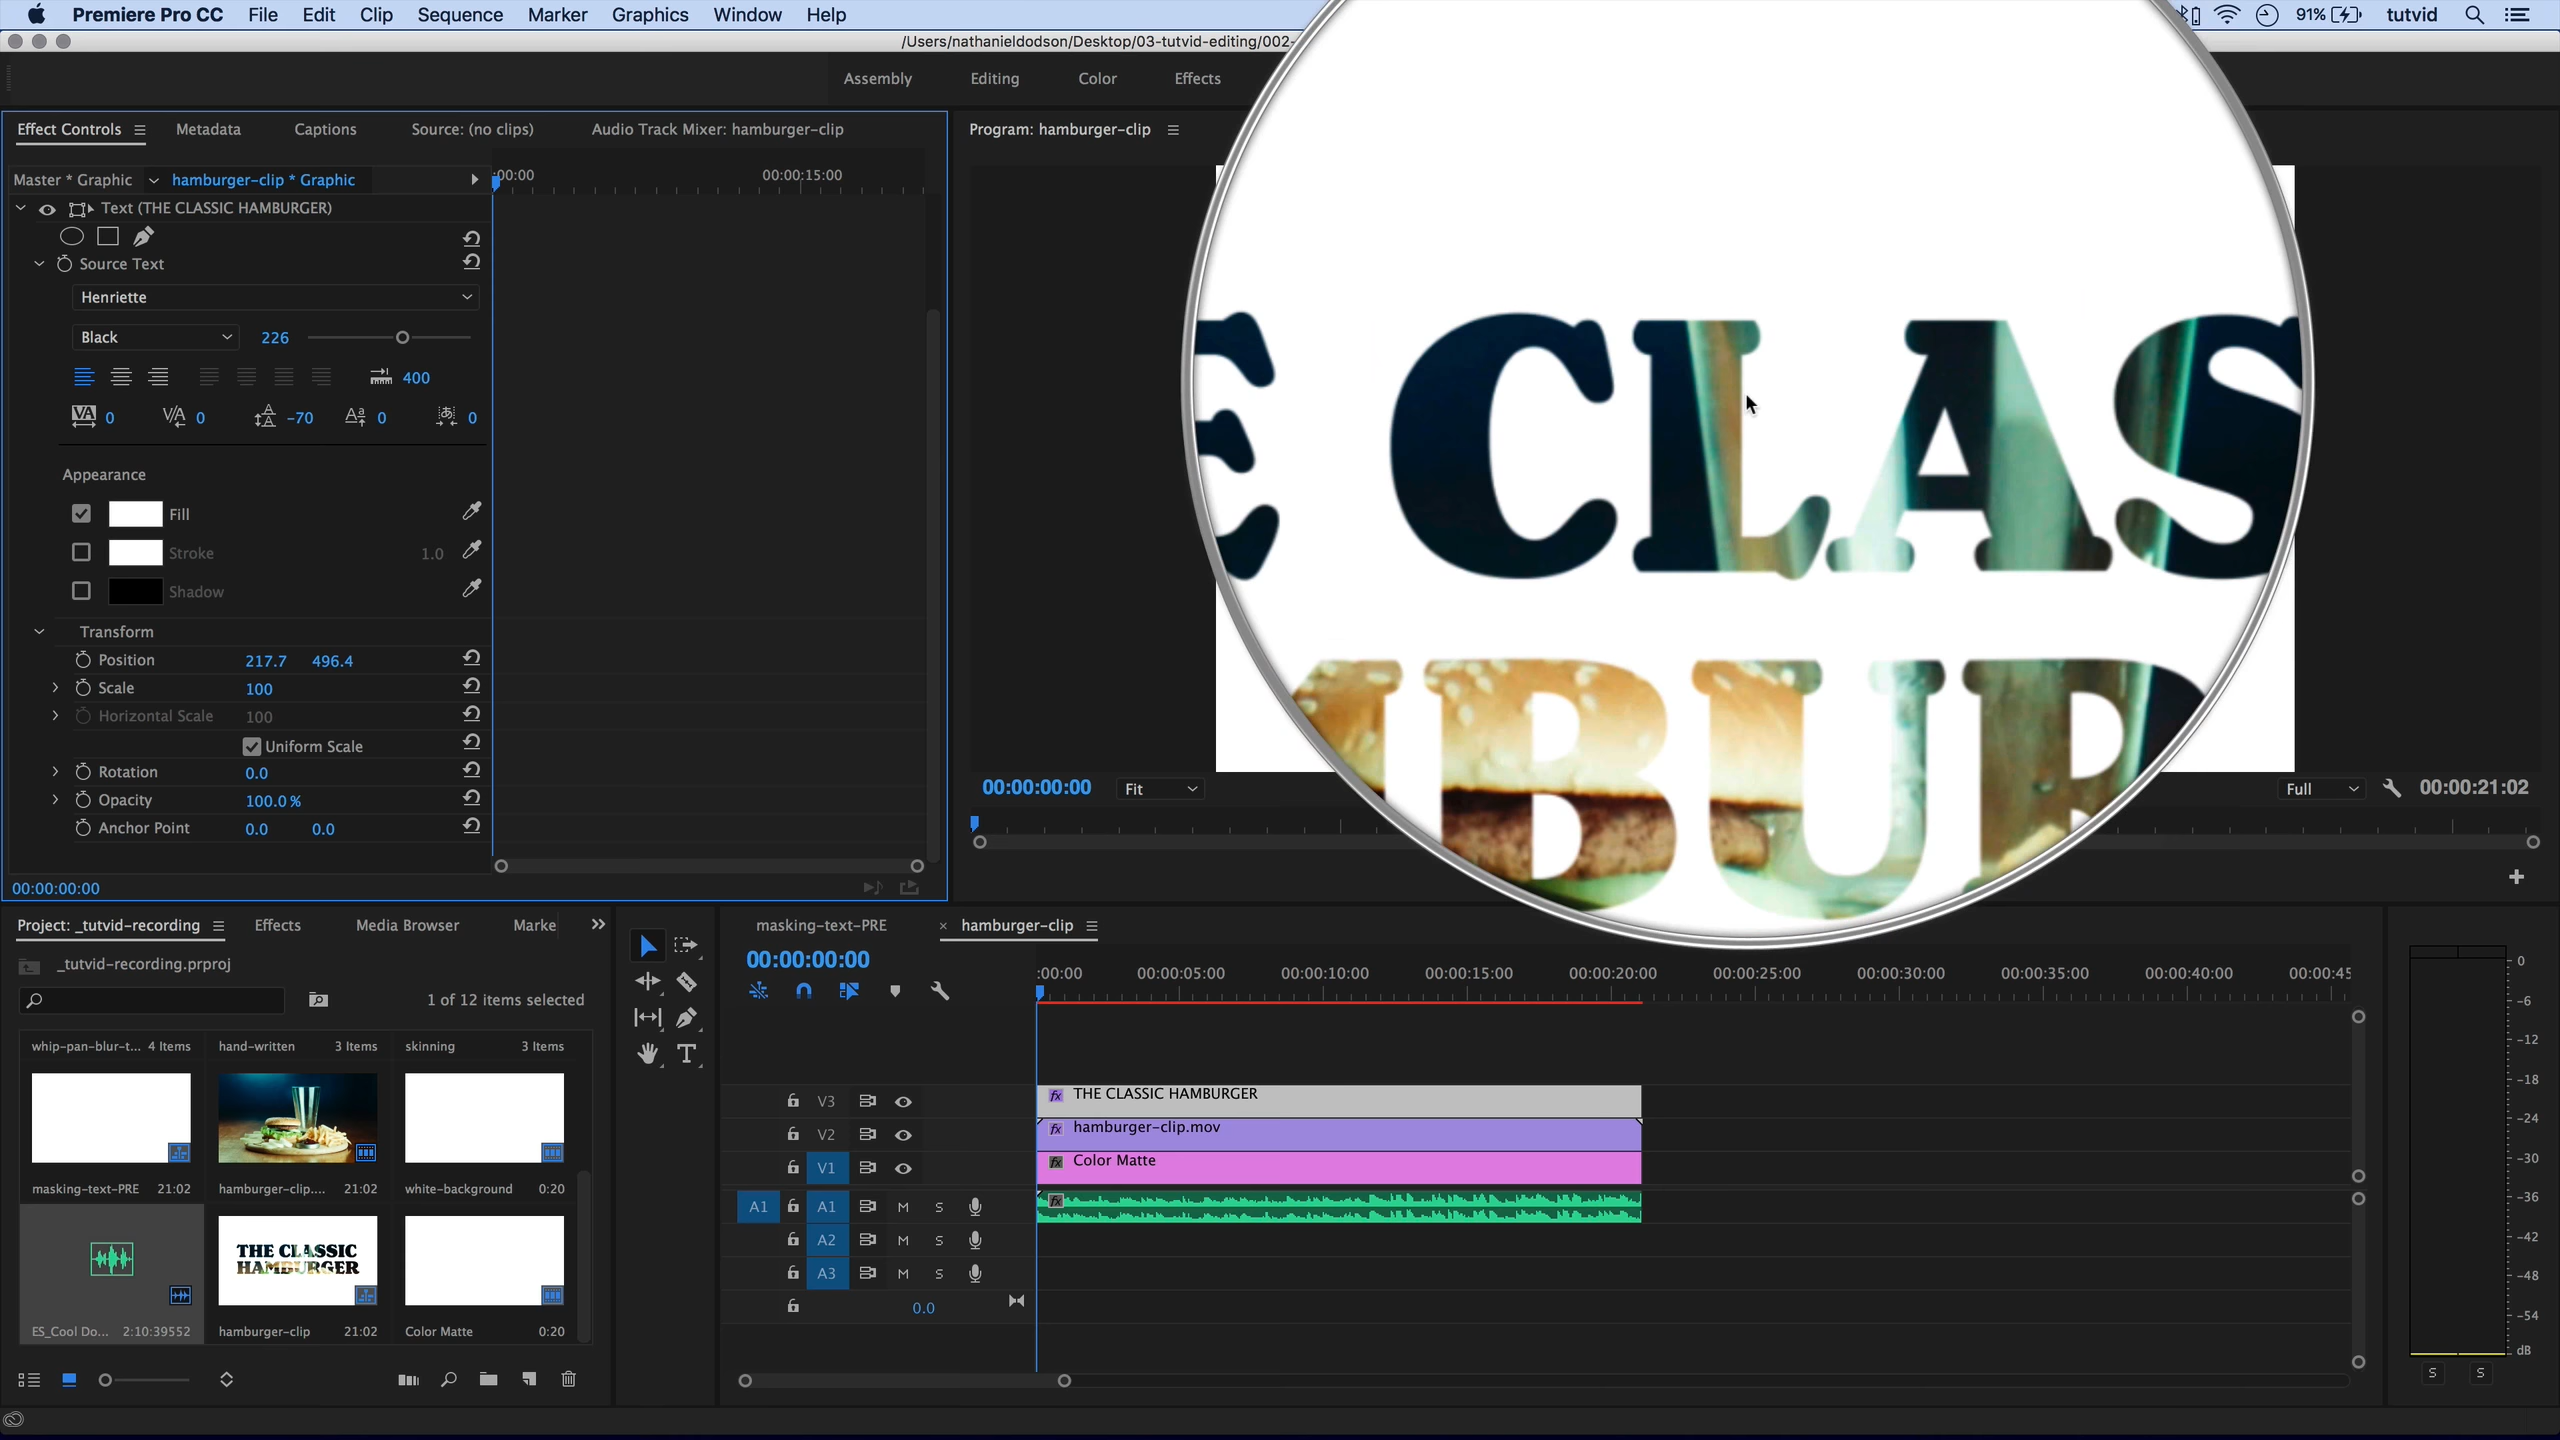 Premiere Pro CC File Edit Clip Sequence Marker Graphics Window Help 91% tutvid
/Users/nathanieldodson/Desktop/03-tutvid-editing/002-
Assembly Editing Color Effects
Effect Controls Metadata Captions Source: (no clips) Audio Track Mixer: hamburger-clip
Program: hamburger-clip
Master * Graphic hamburger-clip * Graphic
:00:00 00:00:15:00
Text (THE CLASSIC HAMBURGER)
Source Text
Henriette
Black 226
400
0 0 -70 0 0
Appearance
Fill
Stroke 1.0
Shadow
Transform
Position 217.7 496.4
Scale 100
Horizontal Scale 100
Uniform Scale
Rotation 0.0
Opacity 100.0 %
Anchor Point 0.0 0.0
00:00:00:00
E CLAS
MBUR
00:00:00:00 Fit Full 00:00:21:02
Project: _tutvid-recording Effects Media Browser Marke
_tutvid-recording.prproj
1 of 12 items selected
whip-pan-blur-t... 4 Items hand-written 3 Items skinning 3 Items
masking-text-PRE 21:02 hamburger-clip.... 21:02 white-background 0:20
THE CLASSIC
HAMBURGER
ES_Cool Do... 2:10:39552 hamburger-clip 21:02 Color Matte 0:20
masking-text-PRE hamburger-clip
00:00:00:00
:00:00 00:00:05:00 00:00:10:00 00:00:15:00 00:00:20:00 00:00:25:00 00:00:30:00 00:00:35:00 00:00:40:00 00:00:45
V3 fx THE CLASSIC HAMBURGER
V2 fx hamburger-clip.mov
V1 fx Color Matte
A1 A1 M S fx
A2 M S
A3 M S
0.0
0
-6
-12
-18
-24
-30
-36
-42
-48
-54
dB
S S